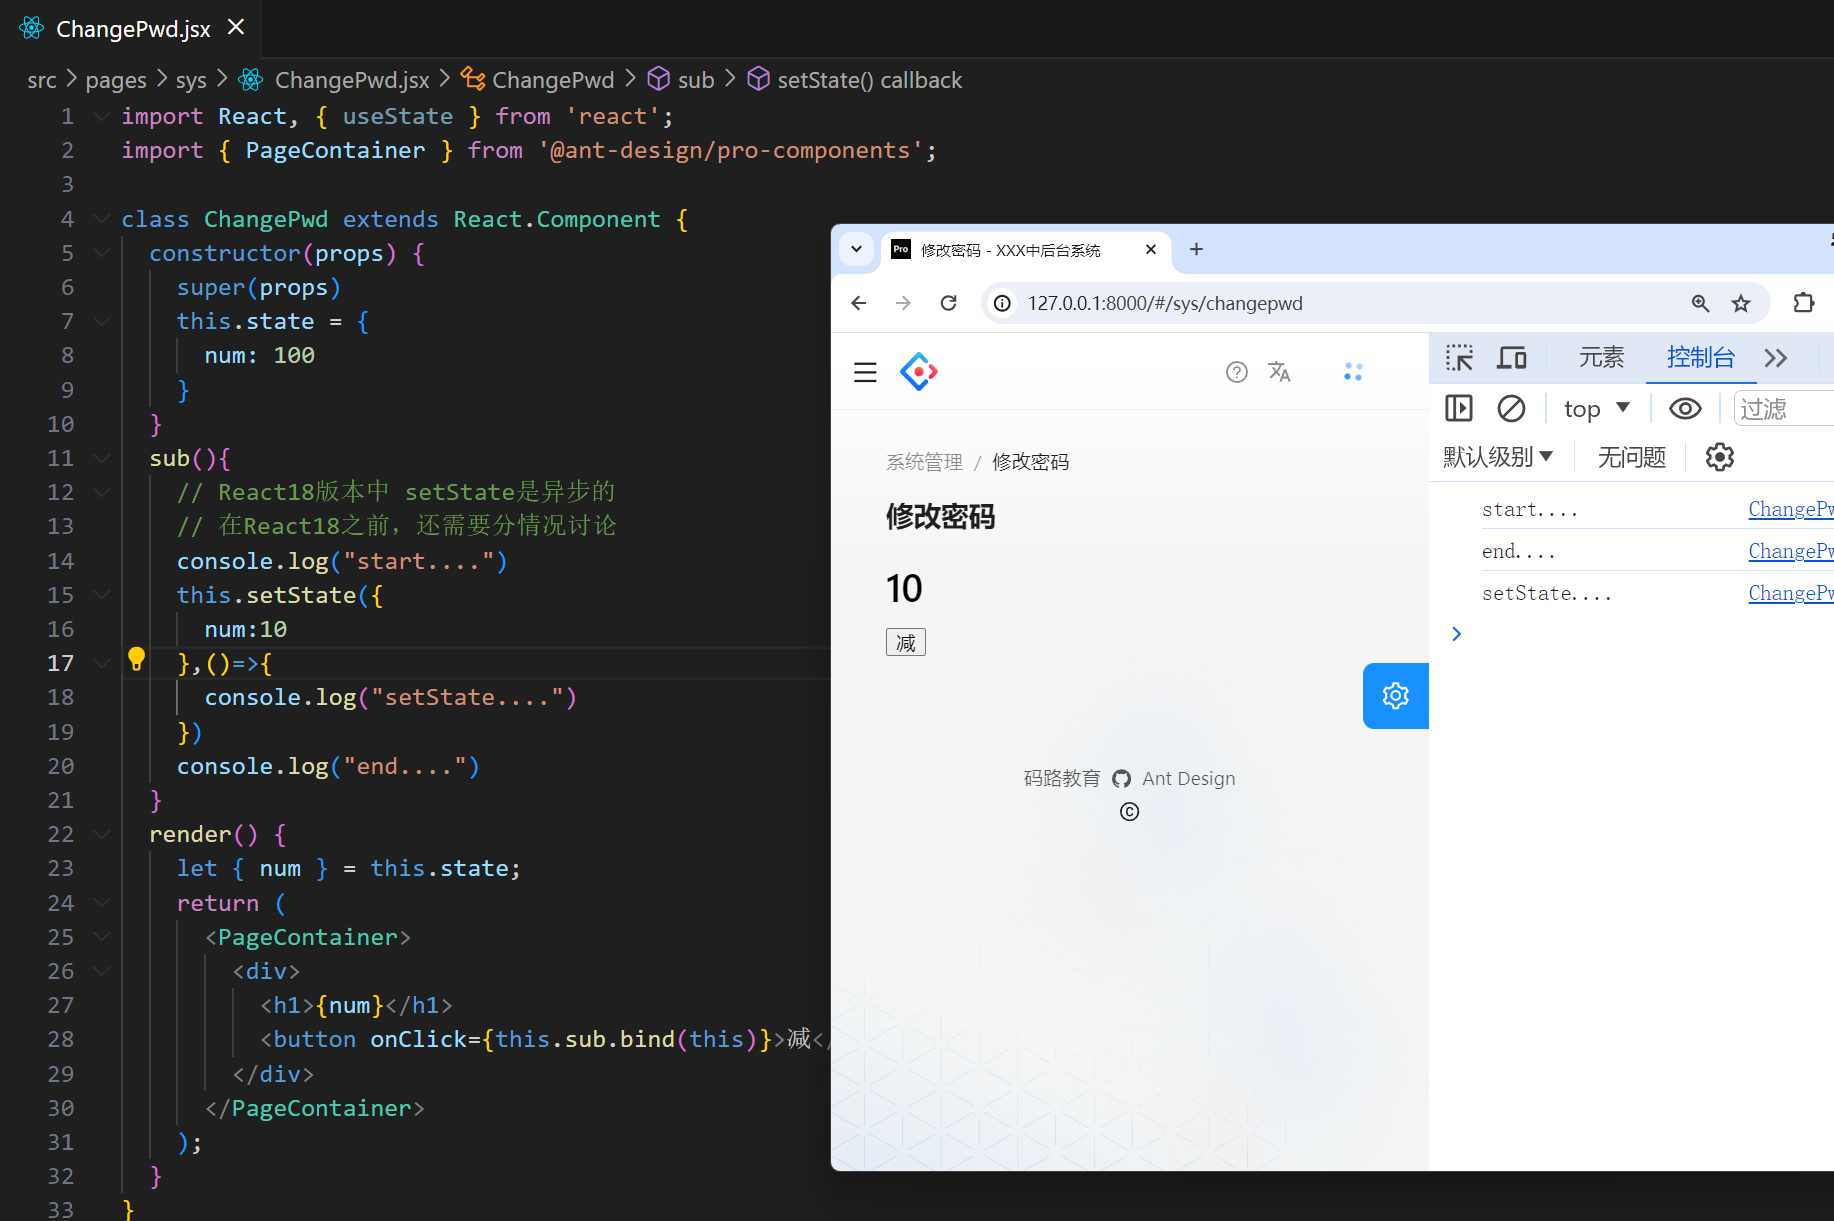 ChangePwd.jsx
src > pages > sys > ChangePwd.jsx > ChangePwd > sub > setState() callback
1 import React, { useState } from 'react';
2 import { PageContainer } from '@ant-design/pro-components';
3
4 class ChangePwd extends React.Component {
5 constructor(props) {
6 super(props)
7 this.state = {
8 num: 100
9 }
10 }
11 sub(){
12 // React18版本中 setState是异步的
13 // 在React18之前，还需要分情况讨论
14 console.log("start....")
15 this.setState({
16 num:10
17 },()=>{
18 console.log("setState....")
19 })
20 console.log("end....")
21 }
22 render() {
23 let { num } = this.state;
24 return (
25 <PageContainer>
26 <div>
27 <h1>{num}</h1>
28 <button onClick={this.sub.bind(this)}>减</
29 </div>
30 </PageContainer>
31 );
32 }
33 }
Pro 修改密码 - XXX中后台系统
127.0.0.1:8000/#/sys/changepwd
系统管理 / 修改密码
修改密码
10
减
码路教育 Ant Design
©
元素 控制台
top 过滤
默认级别 无问题
start.... ChangePw
end.... ChangePw
setState.... ChangePw